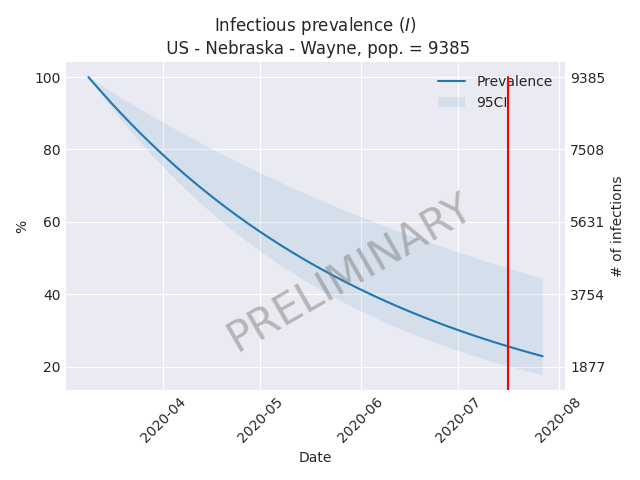 Infectious prevalence (I)
US - Nebraska - Wayne, pop. = 9385
100
80
60
40
20
%
Prevalence
95CI
PRELIMINARY
9385
7508
5631
3754
1877
# of infections
2020-04
2020-05
2020-06
2020-07
2020-08
Date